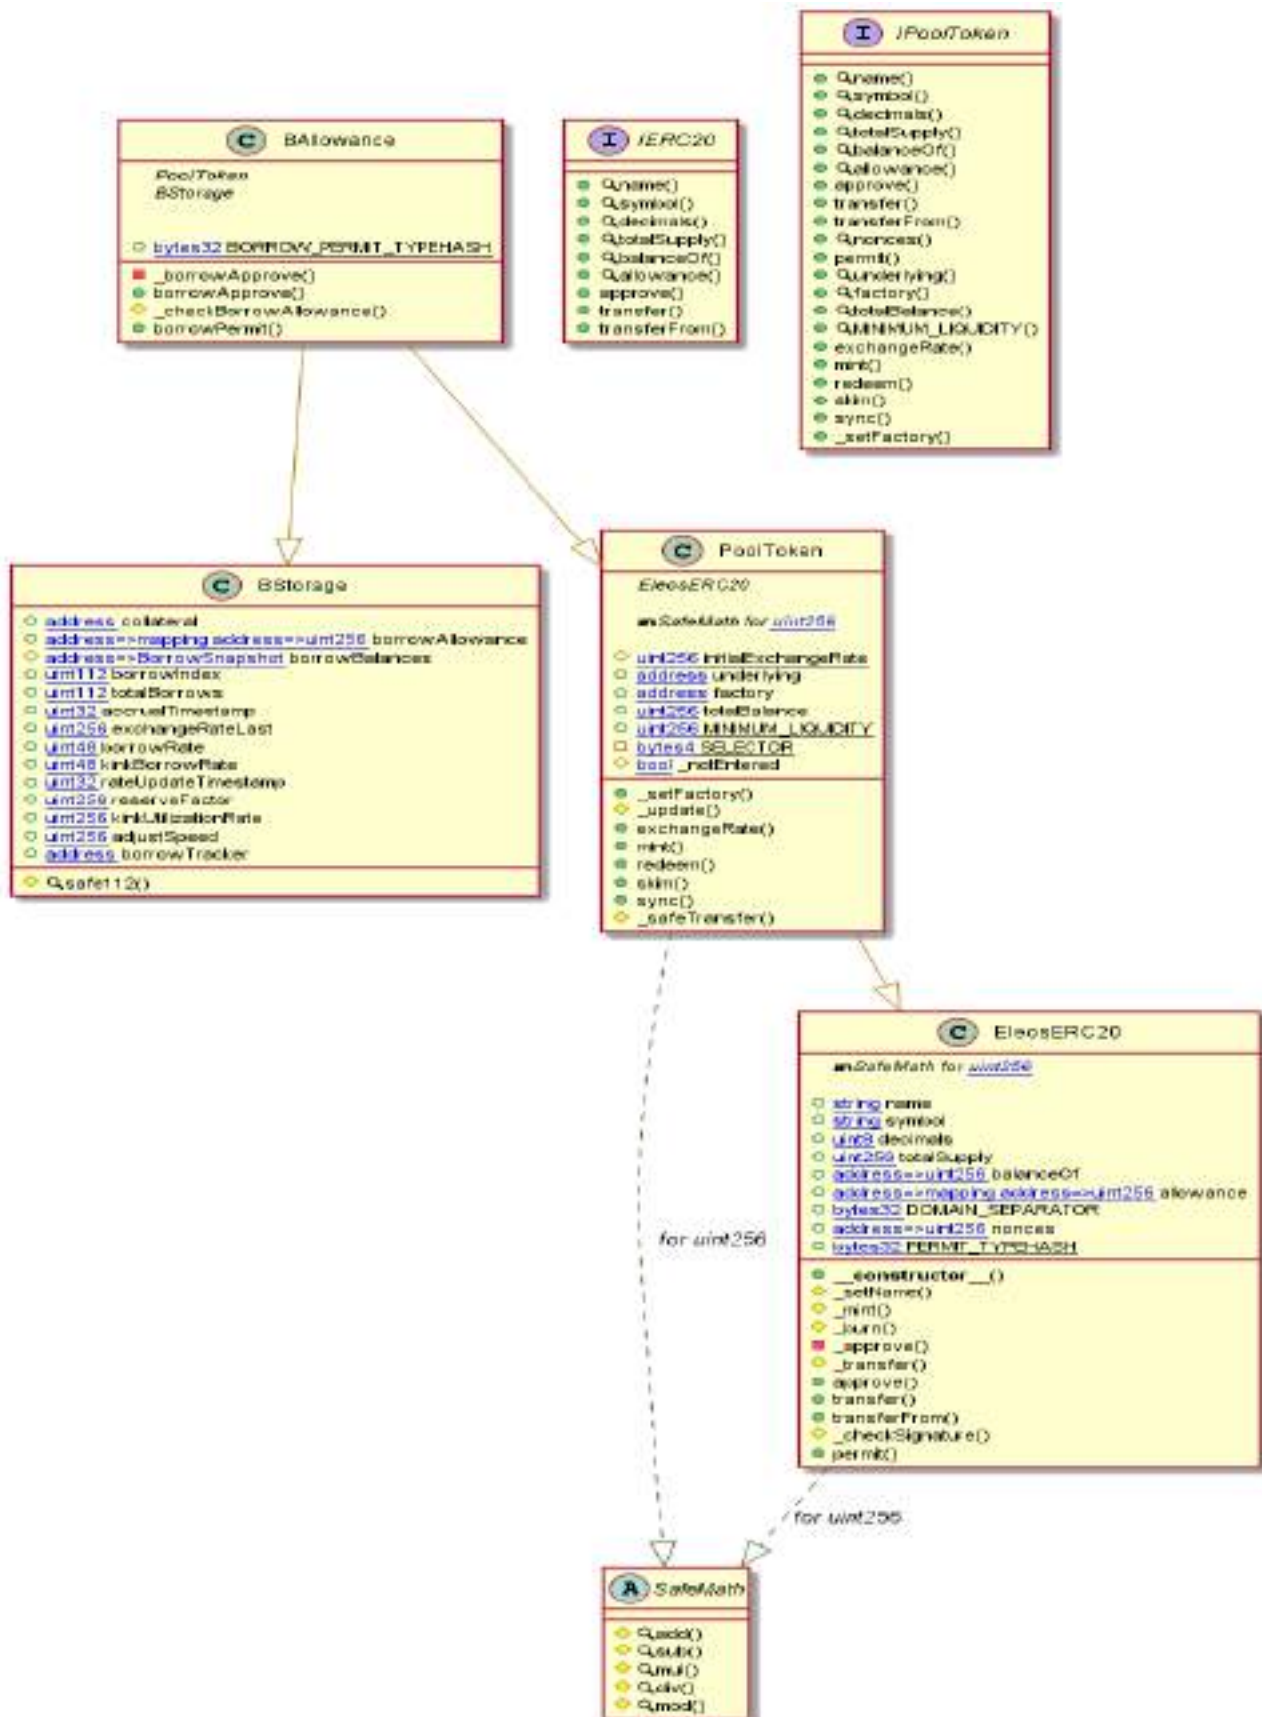 I IPoolToken
name()
symbol()
decimals()
totalSupply()
balanceOf()
allowance()
approve()
transfer()
transferFrom()
nonces()
permit()
underlying()
factory()
totalBalance()
MINIMUM_LIQUIDITY()
exchangeRate()
mint()
redeem()
skim()
sync()
_setFactory()
C BAllowance
PoolToken
BStorage
bytes32 BORROW_PERMIT_TYPEHASH
_borrowApprove()
borrowApprove()
_checkBorrowAllowance()
borrowPermit()
I IERC20
name()
symbol()
decimals()
totalSupply()
balanceOf()
allowance()
approve()
transfer()
transferFrom()
C BStorage
address collateral
address=>mapping address=>uint256 borrowAllowance
address=>BorrowSnapshot borrowBalances
uint112 borrowIndex
uint112 totalBorrows
uint32 accrualTimestamp
uint256 exchangeRateLast
uint48 borrowRate
uint48 kinkBorrowRate
uint32 rateUpdateTimestamp
uint256 reserveFactor
uint256 kinkUtilizationRate
uint256 adjustSpeed
address borrowTracker
safe112()
C PoolToken
EleosERC20
SafeMath for uint256
uint256 initialExchangeRate
address underlying
address factory
uint256 totalBalance
uint256 MINIMUM_LIQUIDITY
bytes4 SELECTOR
bool _notEntered
_setFactory()
_update()
exchangeRate()
mint()
redeem()
skim()
sync()
_safeTransfer()
C EleosERC20
SafeMath for uint256
string name
string symbol
uint8 decimals
uint256 totalSupply
address=>uint256 balanceOf
address=>mapping address=>uint256 allowance
bytes32 DOMAIN_SEPARATOR
address=>uint256 nonces
bytes32 PERMIT_TYPEHASH
__constructor__()
_setName()
_mint()
_burn()
_approve()
_transfer()
approve()
transfer()
transferFrom()
_checkSignature()
permit()
for uint256
for uint256
A SafeMath
add()
sub()
mul()
div()
mod()